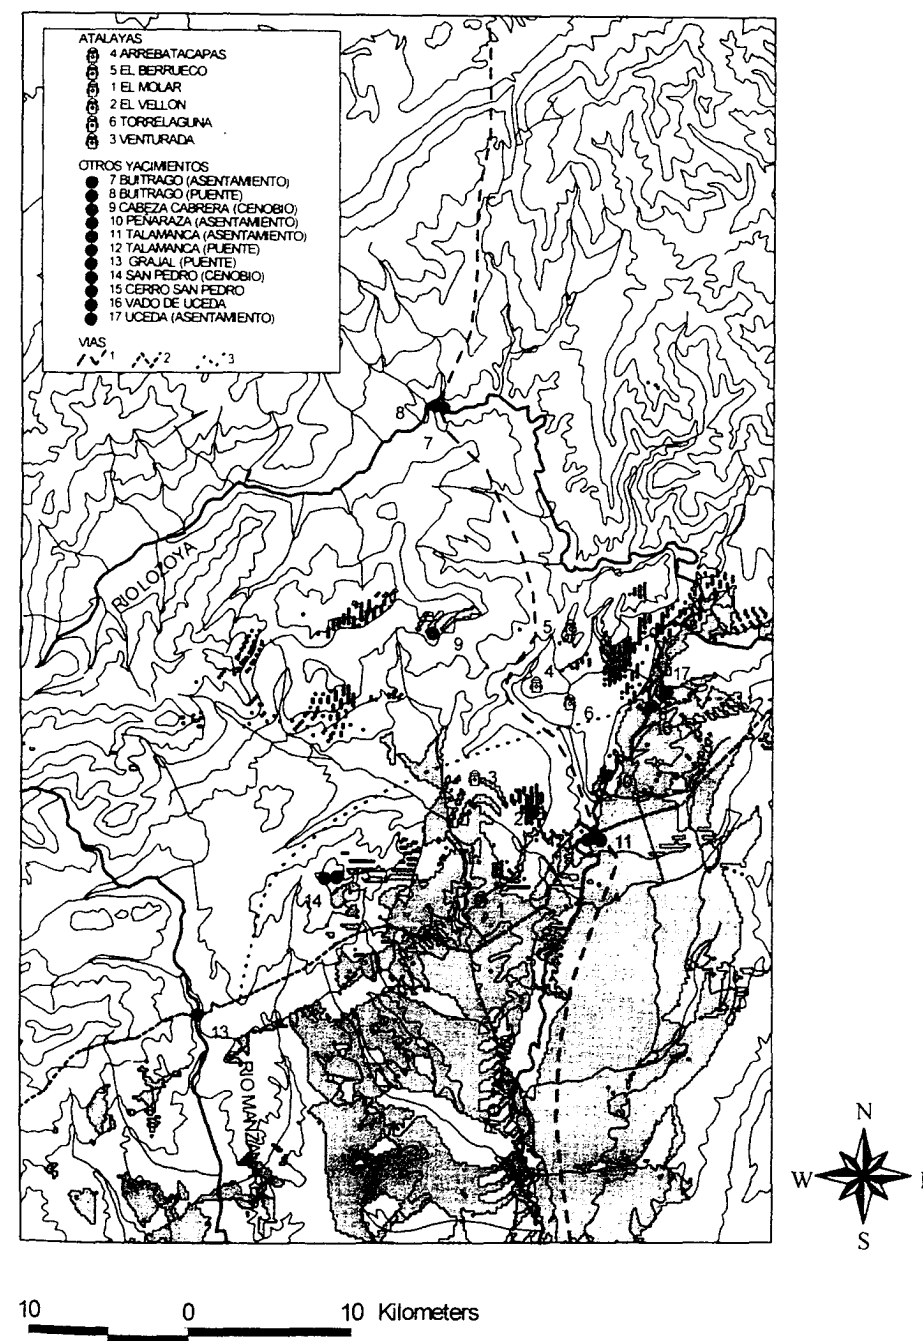 ATALAYAS
4 ARREBATACAPAS
5 EL BERRUECO
1 EL MOLAR
2 EL VELLON
6 TORRELAGUNA
3 VENTURADA
OTROS YACIMIENTOS
7 BUITRAGO (ASENTAMIENTO)
8 BUITRAGO (PUENTE)
9 CABEZA CABRERA (CENOBIO)
10 PEÑARAZA (ASENTAMIENTO)
11 TALAMANCA (ASENTAMIENTO)
12 TALAMANCA (PUENTE)
13 GRAJAL (PUENTE)
14 SAN PEDRO (CENOBIO)
15 CERRO SAN PEDRO
16 VADO DE UCEDA
17 UCEDA (ASENTAMIENTO)
VIAS
1 2 3
8
7
RIO LOZOYA
5
9
4
17
6
16
3
10
2
11
14
1
13
N
W
S
10 0 10 Kilometers